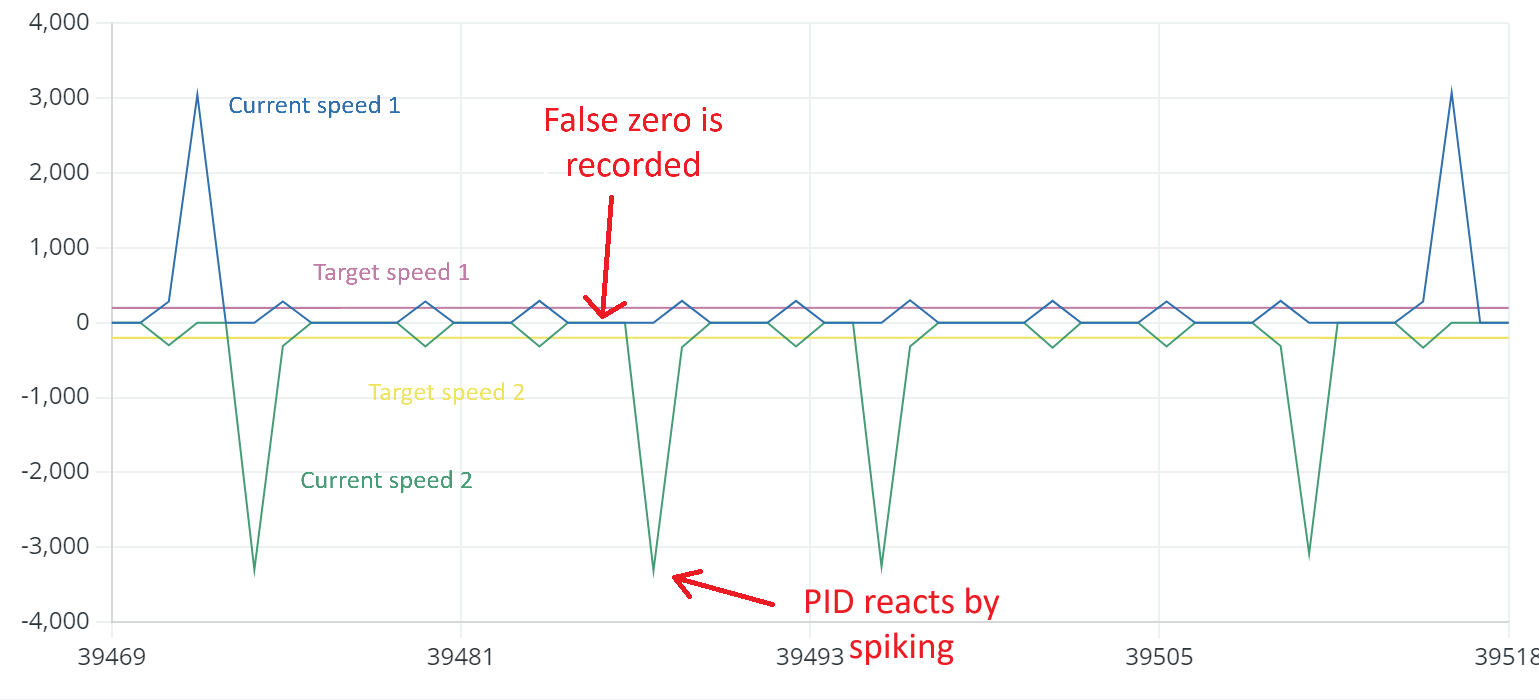 4,000
3,000
Current speed 1
False zero is
recorded
2,000
1,000
Target speed 1
0
-1,000
Target speed 2
-2,000
Current speed 2
-3,000
PID reacts by
spiking
-4,000
39469
39481
39493
39505
39518